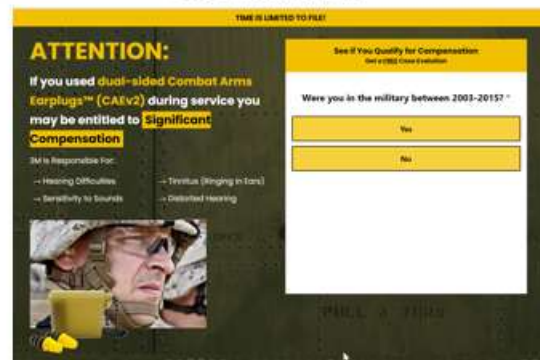 TIME IS LIMITED TO FILE!
ATTENTION:
If you used dual-sided Combat Arms
Earplugs™ (CAEv2) during service you
may be entitled to Significant
Compensation
3M Is Responsible For:
→ Hearing Difficulties
→ Tinnitus (Ringing in Ears)
→ Sensitivity to Sounds
→ Distorted Hearing
See If You Qualify for Compensation
Get a FREE Case Evaluation
Were you in the military between 2003-2015? *
Yes
No